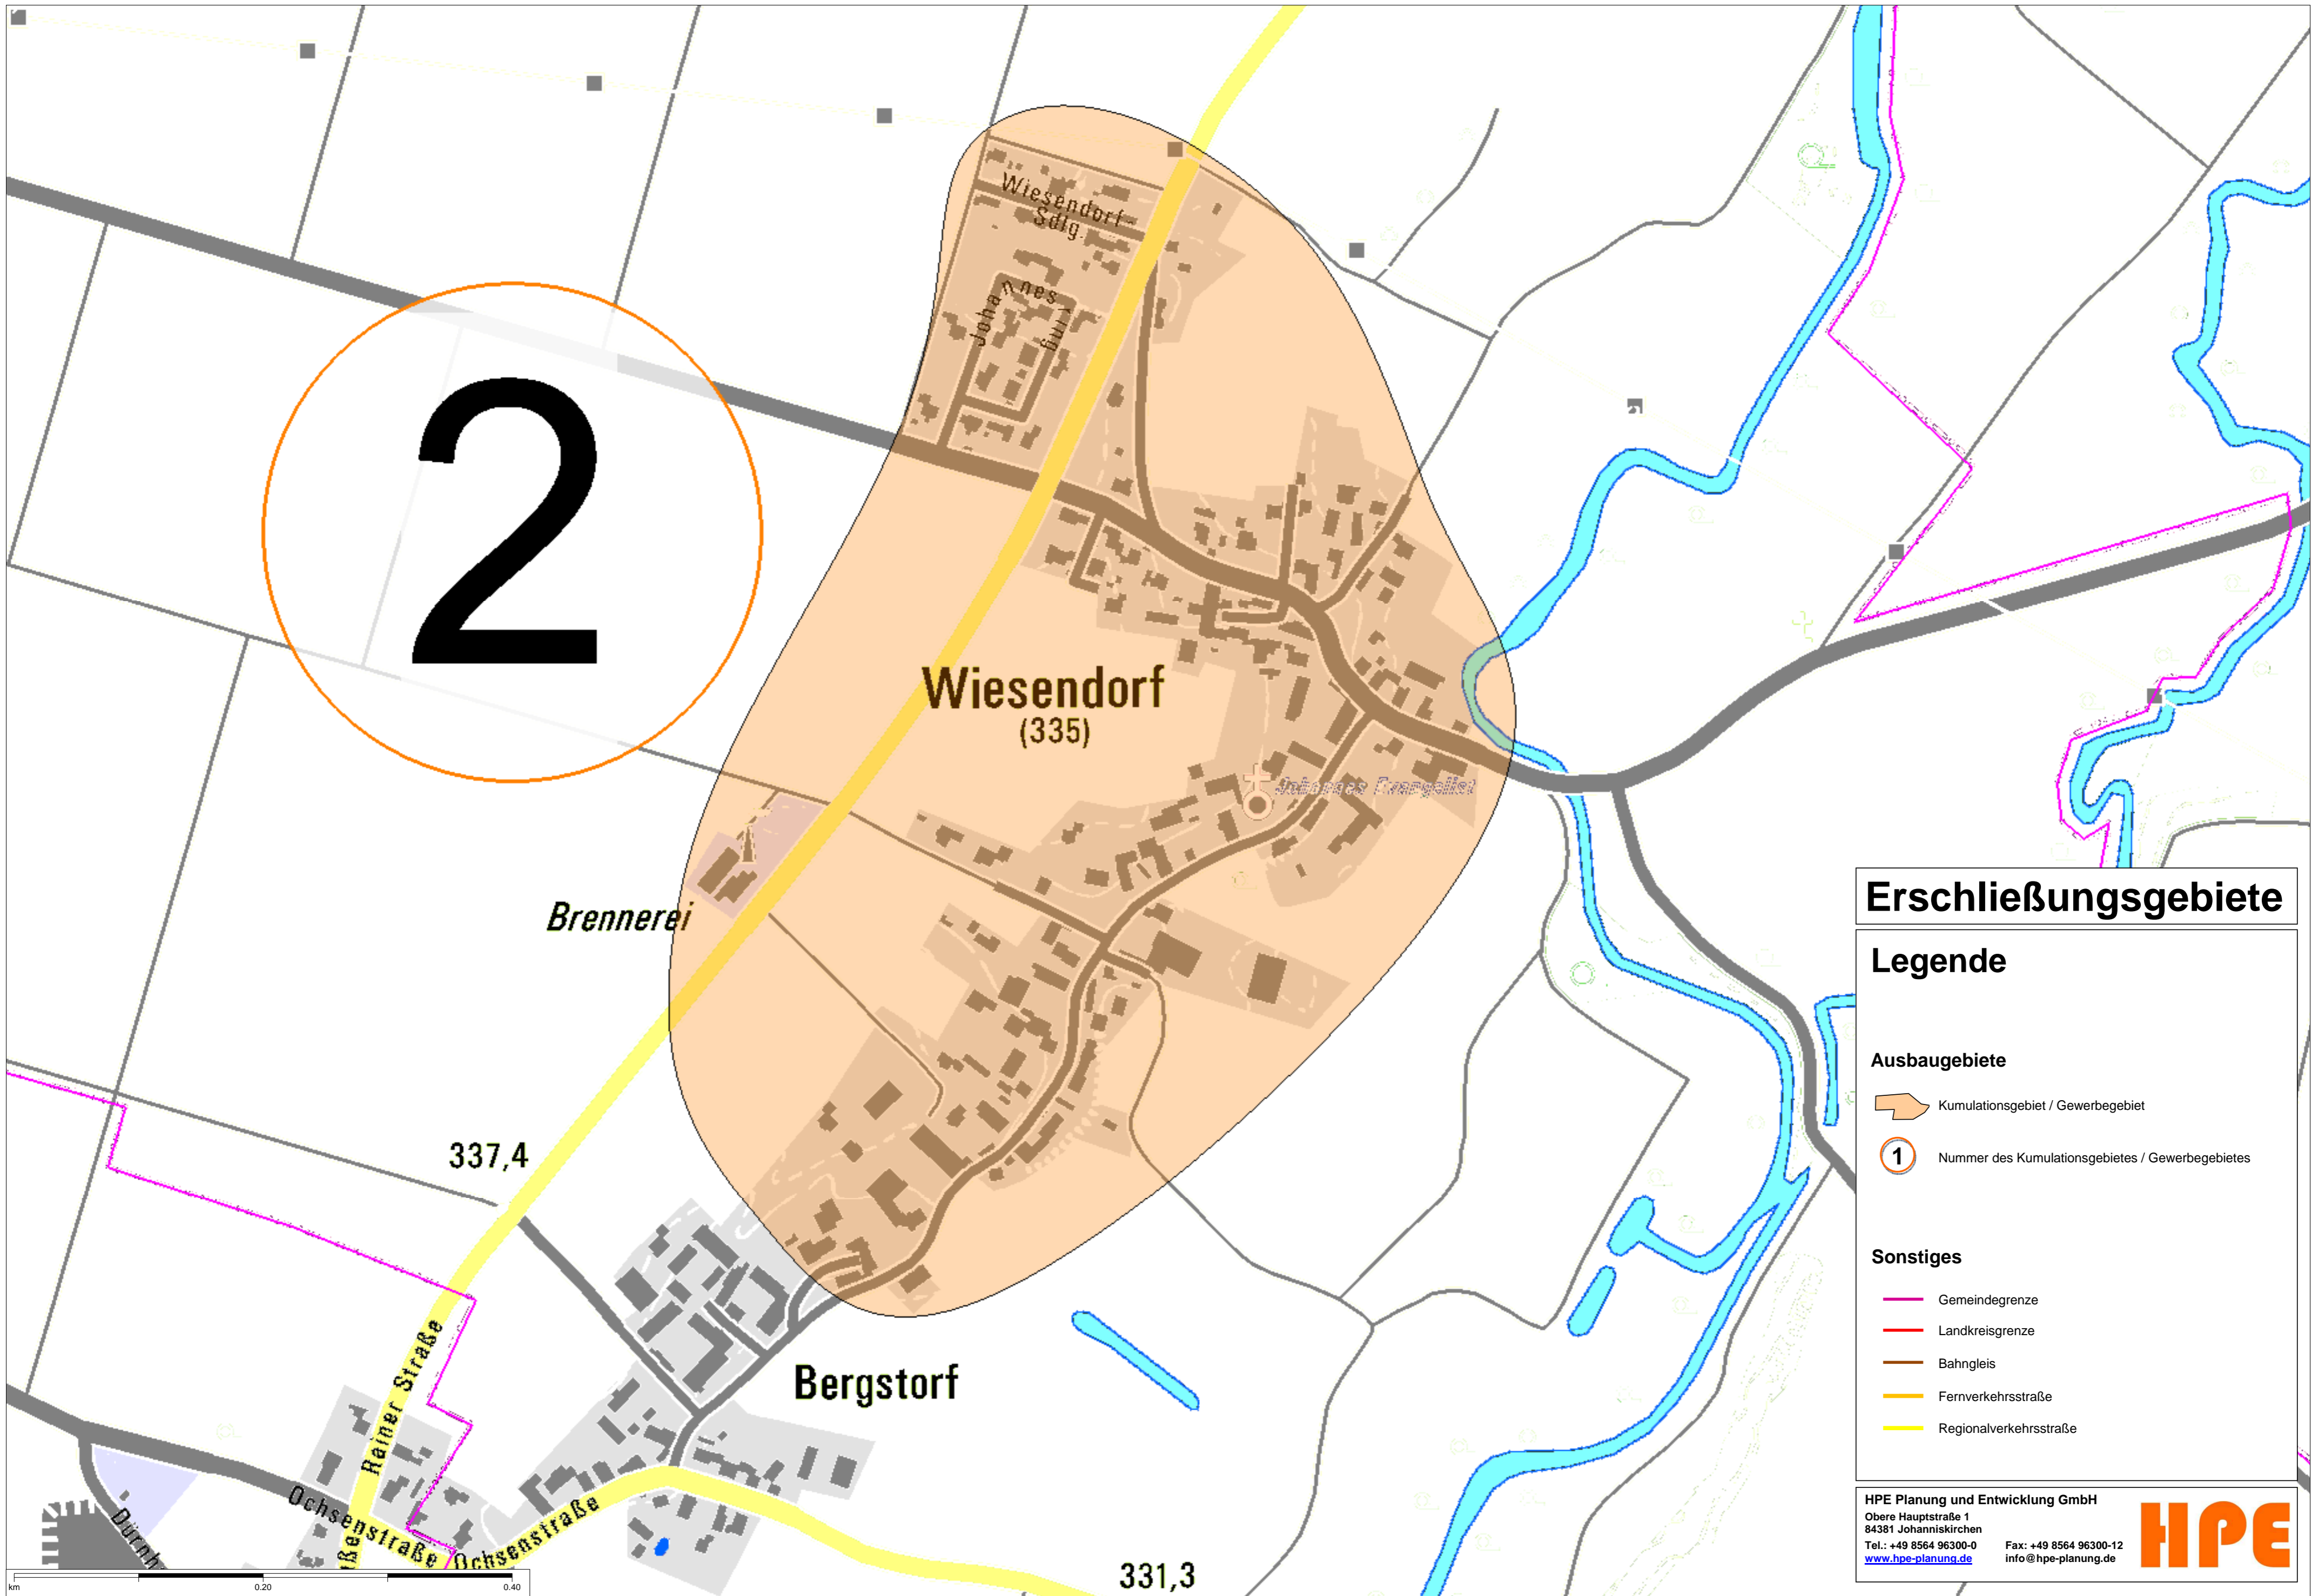 Wiesendorf
Sdlg.
Johannes
ring
2
Wiesendorf
(335)
Johannes Evangelist
Brennerei
337,4
Bergstorf
Rainer Straße
Ochsenstraße
Ochsenstraße
331,3
km
0.20
0.40
Erschließungsgebiete
Legende
Ausbaugebiete
Kumulationsgebiet / Gewerbegebiet
1
Nummer des Kumulationsgebietes / Gewerbegebietes
Sonstiges
Gemeindegrenze
Landkreisgrenze
Bahngleis
Fernverkehrsstraße
Regionalverkehrsstraße
HPE Planung und Entwicklung GmbH
Obere Hauptstraße 1
84381 Johanniskirchen
Tel.: +49 8564 96300-0 Fax: +49 8564 96300-12
www.hpe-planung.de info@hpe-planung.de
HPE